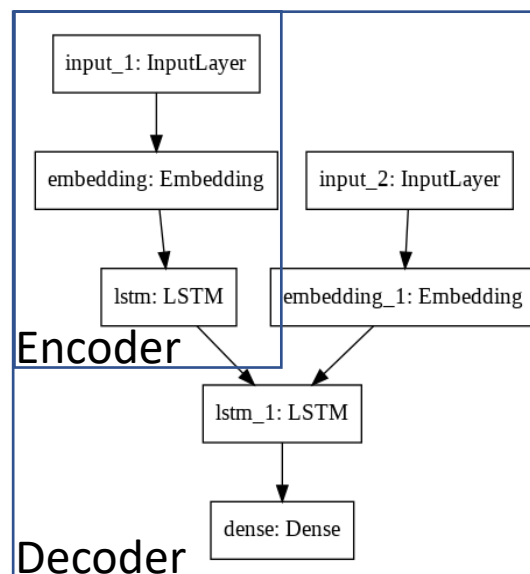 input_1: InputLayer
embedding: Embedding
input_2: InputLayer
lstm: LSTM
embedding_1: Embedding
Encoder
lstm_1: LSTM
dense: Dense
Decoder